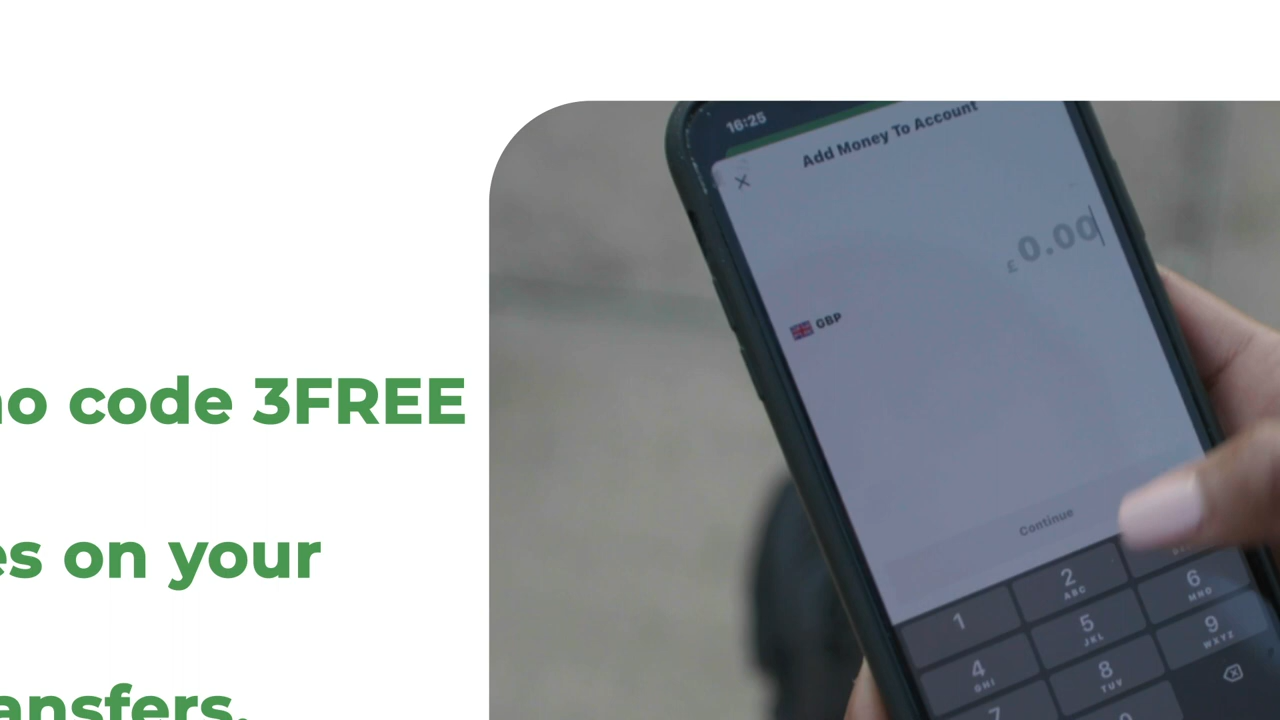 o code 3FREE
es on your
ansfers.
16:25
Add Money To Account
£0.00
GBP
Continue
1
2
ABC
4
GHI
5
JKL
6
MNO
7
8
TUV
9
WXYZ